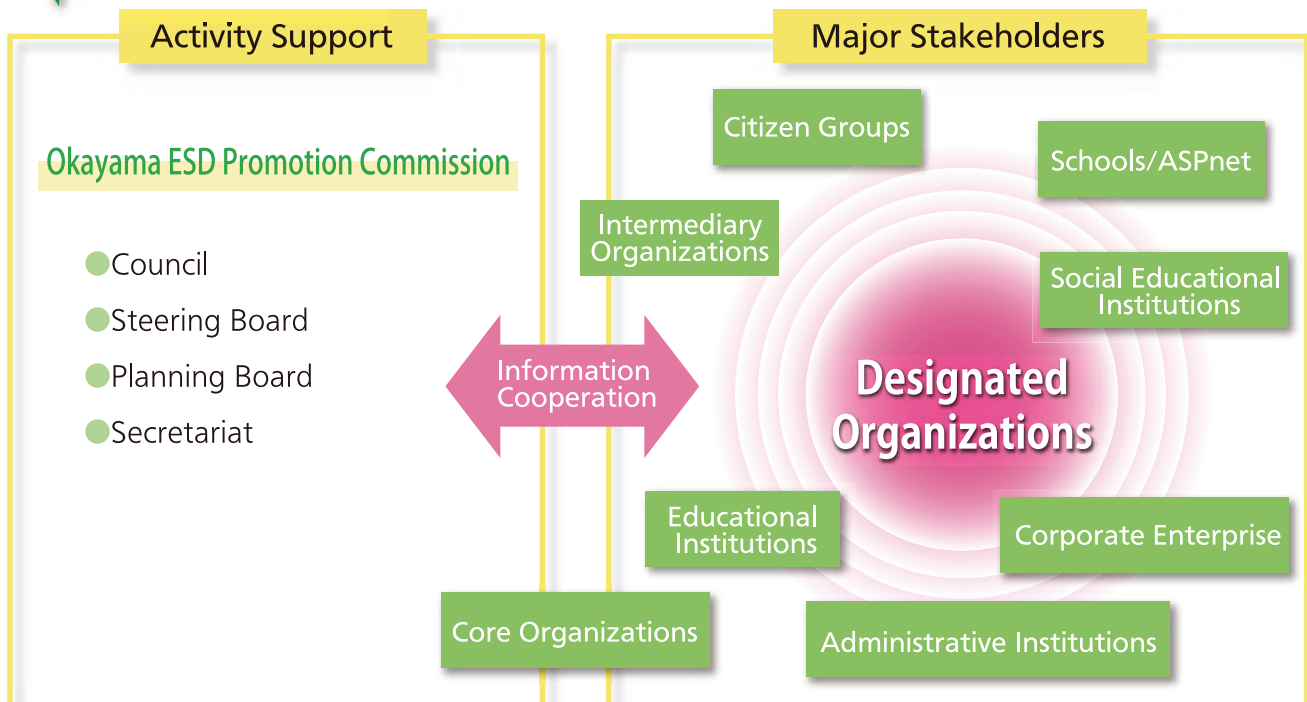 Activity Support
Okayama ESD Promotion Commission
Council
Steering Board
Planning Board
Secretariat
Information
Cooperation
Major Stakeholders
Citizen Groups
Schools/ASPnet
Intermediary
Organizations
Social Educational
Institutions
Designated
Organizations
Educational
Institutions
Corporate Enterprise
Core Organizations
Administrative Institutions